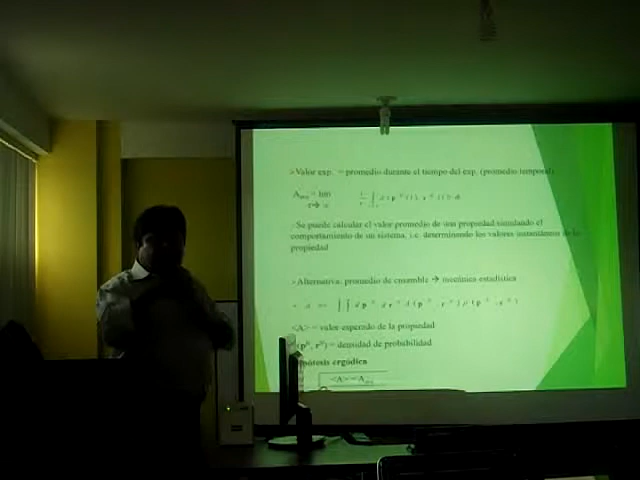 ➢Valor exp. = promedio durante el tiempo del exp. (promedio temporal)
A = lim
τ→∞
Se puede calcular el valor promedio de una propiedad simulando el
comportamiento de un sistema, i.e. determinando los valores instantáneos de la
propiedad
➢Alternativa: promedio de ensamble → mecánica estadística
<A> = valor esperado de la propiedad
(p^N, r^N) = densidad de probabilidad
ergódica
<A> = A